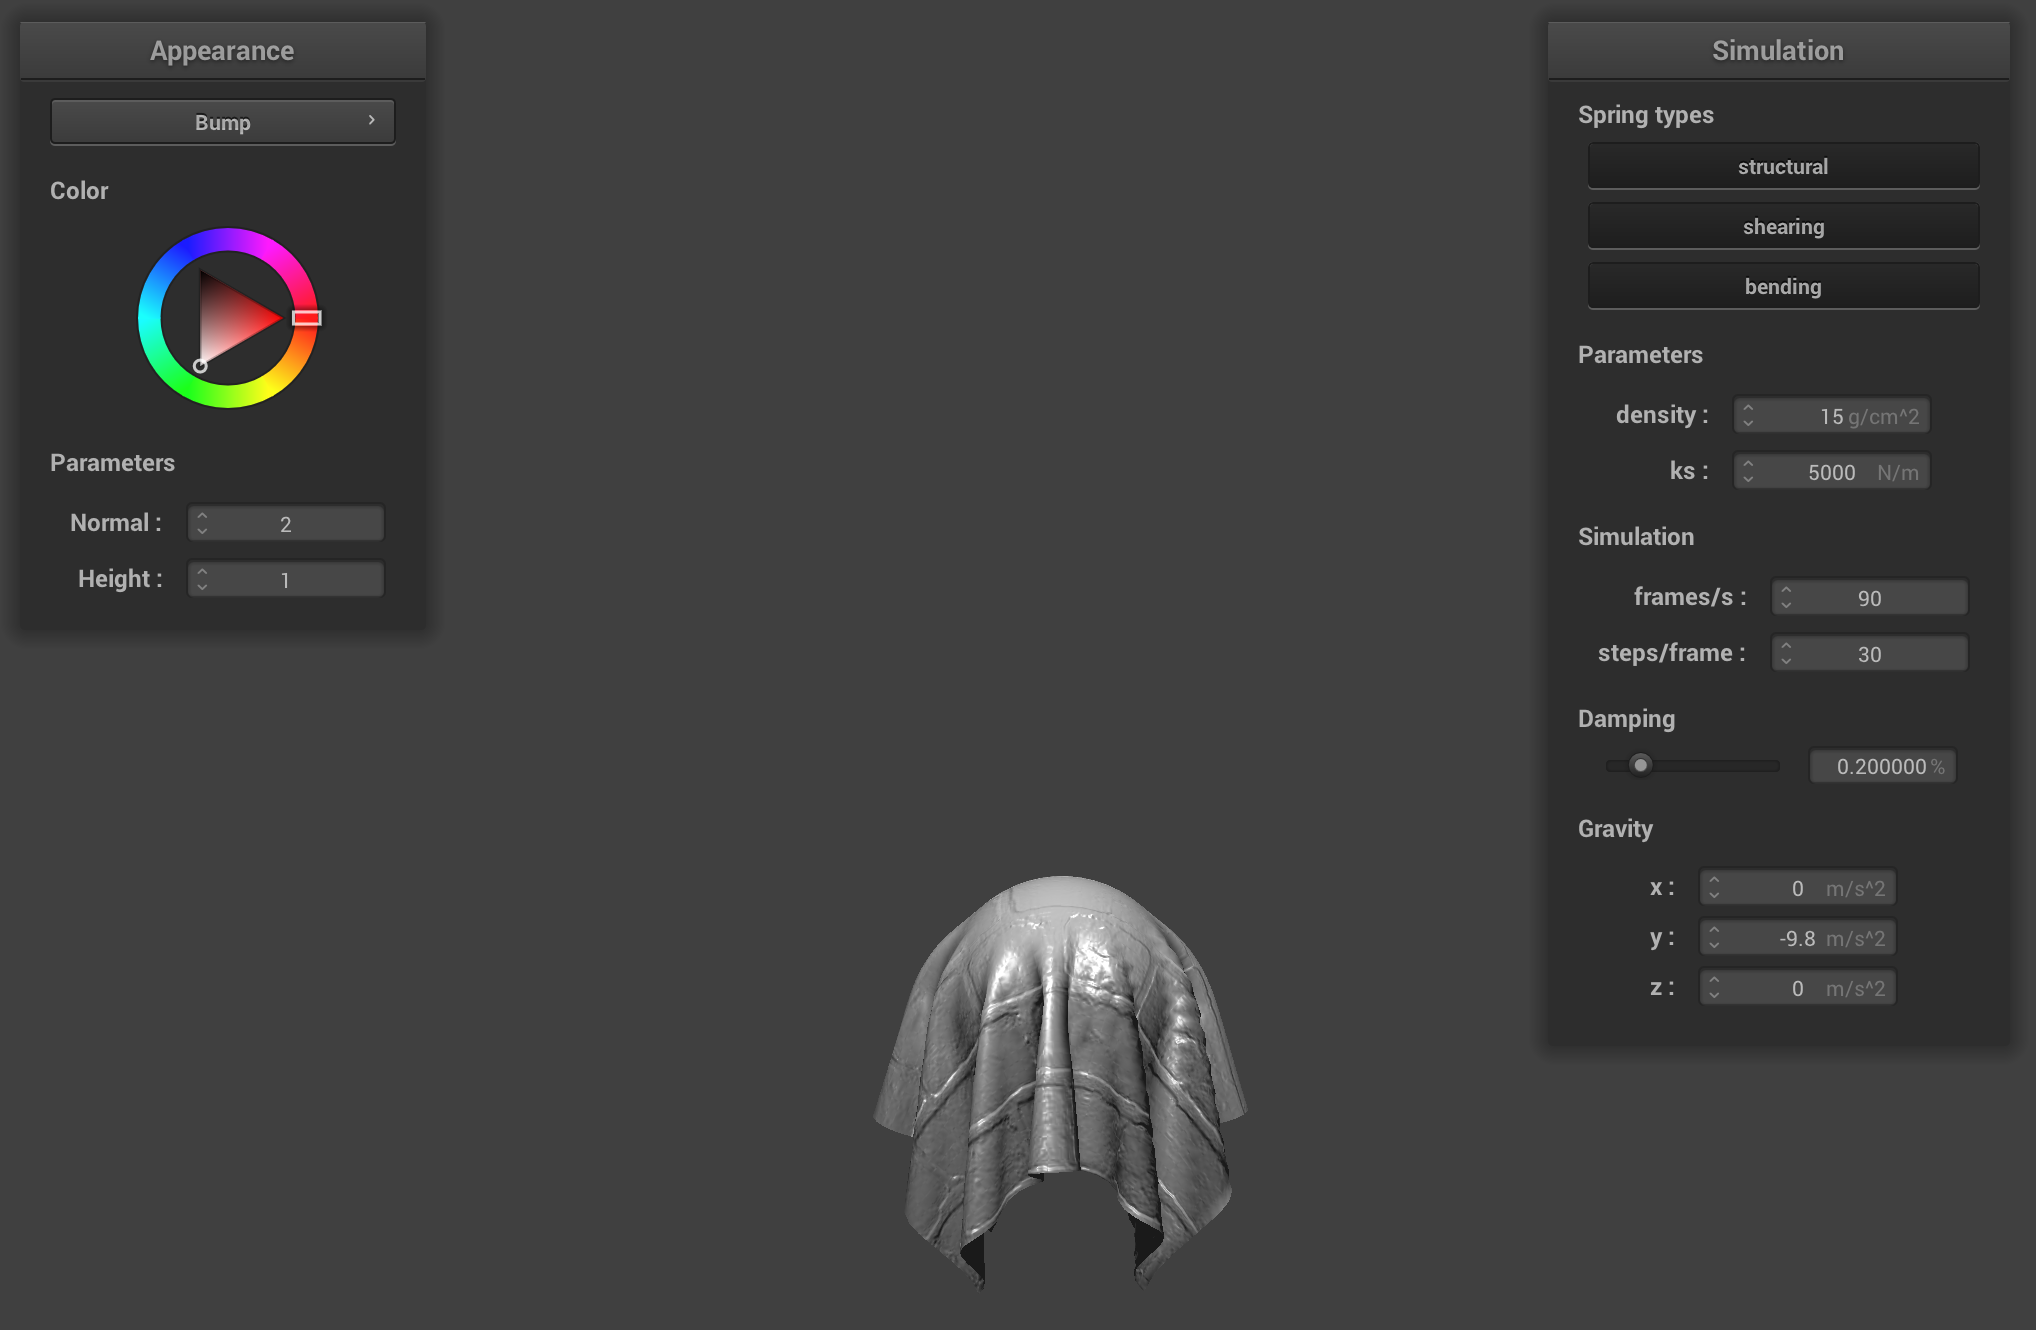 Appearance
Bump
Color
Parameters
Normal : 2
Height : 1
Simulation
Spring types
structural
shearing
bending
Parameters
density : 15 g/cm^2
ks : 5000 N/m
Simulation
frames/s : 90
steps/frame : 30
Damping
0.200000 %
Gravity
x : 0 m/s^2
y : -9.8 m/s^2
z : 0 m/s^2